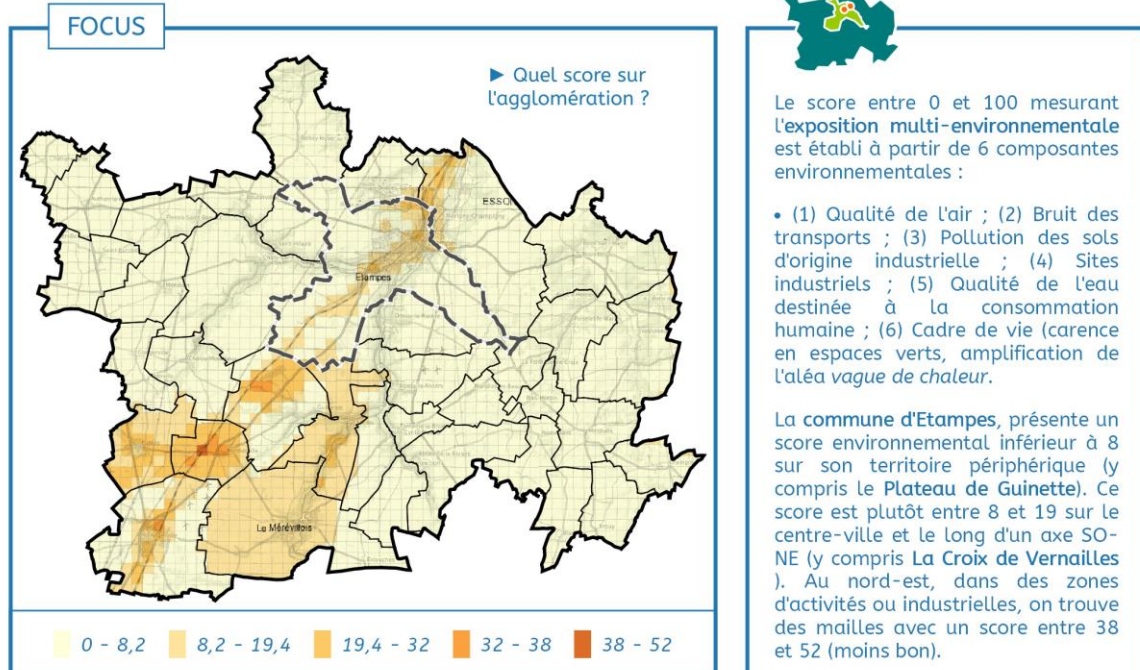 FOCUS
► Quel score sur
l'agglomération ?
ESSO
Etampes
Le Mérévillois
0 - 8,2
8,2 - 19,4
19,4 - 32
32 - 38
38 - 52
Le score entre 0 et 100 mesurant
l'exposition multi-environnementale
est établi à partir de 6 composantes
environnementales :
• (1) Qualité de l'air ; (2) Bruit des
transports ; (3) Pollution des sols
d'origine industrielle ; (4) Sites
industriels ; (5) Qualité de l'eau
destinée à la consommation
humaine ; (6) Cadre de vie (carence
en espaces verts, amplification de
l'aléa vague de chaleur.
La commune d'Etampes, présente un
score environnemental inférieur à 8
sur son territoire périphérique (y
compris le Plateau de Guinette). Ce
score est plutôt entre 8 et 19 sur le
centre-ville et le long d'un axe SO-
NE (y compris La Croix de Vernailles
). Au nord-est, dans des zones
d'activités ou industrielles, on trouve
des mailles avec un score entre 38
et 52 (moins bon).